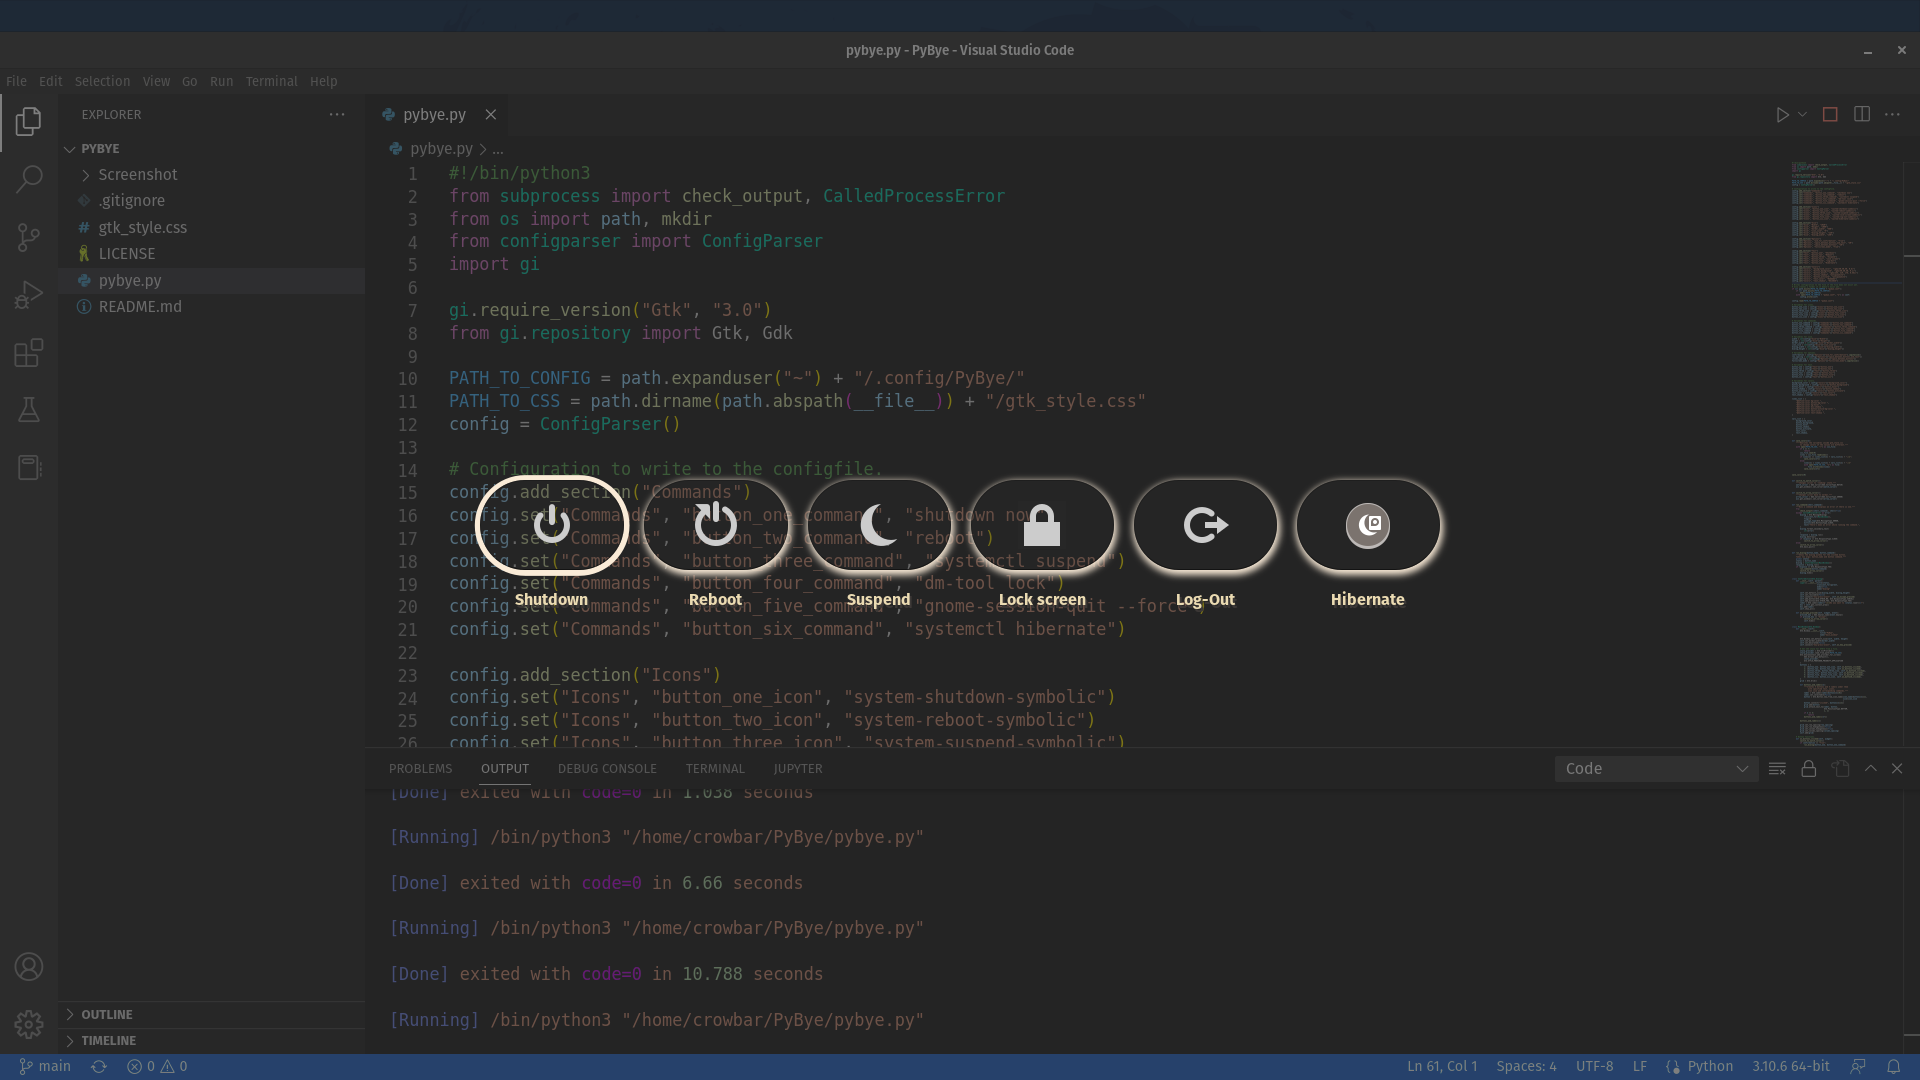 pybye.py - PyBye - Visual Studio Code
File Edit Selection View Go Run Terminal Help
EXPLORER
PYBYE
Screenshot
.gitignore
gtk_style.css
LICENSE
pybye.py
README.md
OUTLINE
TIMELINE
pybye.py
pybye.py > ...
1 #!/bin/python3
2 from subprocess import check_output, CalledProcessError
3 from os import path, mkdir
4 from configparser import ConfigParser
5 import gi
6
7 gi.require_version("Gtk", "3.0")
8 from gi.repository import Gtk, Gdk
9
10 PATH_TO_CONFIG = path.expanduser("~") + "/.config/PyBye/"
11 PATH_TO_CSS = path.dirname(path.abspath(__file__)) + "/gtk_style.css"
12 config = ConfigParser()
13
14 # Configuration to write to the configfile.
15 config.add_section("Commands")
16 config.set("Commands", "button_one_command", "shutdown now
17 config.set("Commands", "button_two_command", "reboot")
18 config.set("Commands", "button_three_command", "systemctl suspend")
19 config.set("Commands", "button_four_command", "dm-tool lock")
20 config.set("Commands", "button_five_command", "gnome-session-quit --force")
21 config.set("Commands", "button_six_command", "systemctl hibernate")
22
23 config.add_section("Icons")
24 config.set("Icons", "button_one_icon", "system-shutdown-symbolic")
25 config.set("Icons", "button_two_icon", "system-reboot-symbolic")
26 config.set("Icons", "button_three_icon", "system-suspend-symbolic")
Shutdown
Reboot
Suspend
Lock screen
Log-Out
Hibernate
PROBLEMS OUTPUT DEBUG CONSOLE TERMINAL JUPYTER
Code
[Done] exited with code=0 in 1.038 seconds
[Running] /bin/python3 "/home/crowbar/PyBye/pybye.py"
[Done] exited with code=0 in 6.66 seconds
[Running] /bin/python3 "/home/crowbar/PyBye/pybye.py"
[Done] exited with code=0 in 10.788 seconds
[Running] /bin/python3 "/home/crowbar/PyBye/pybye.py"
main 0 0 Ln 61, Col 1 Spaces: 4 UTF-8 LF Python 3.10.6 64-bit